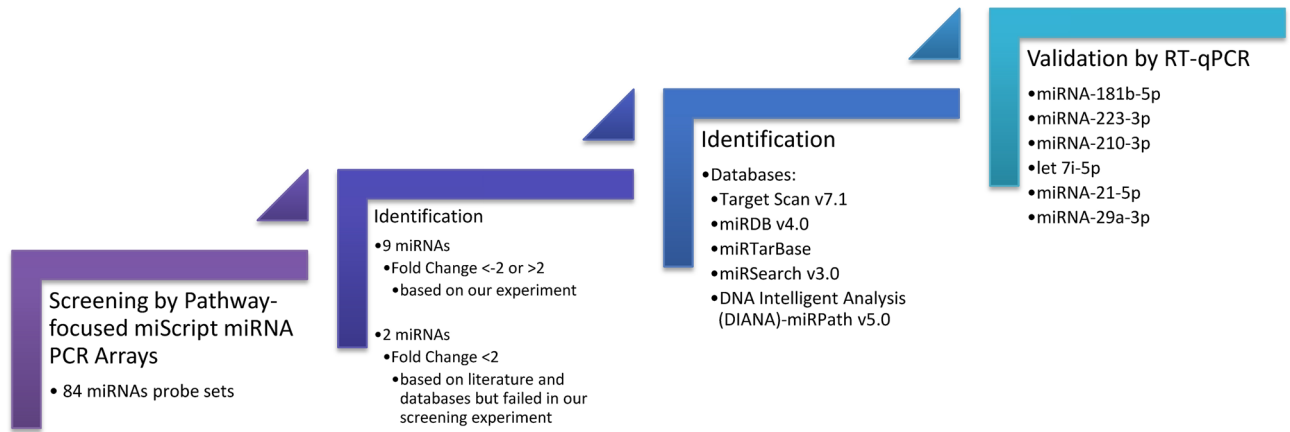 Screening by Pathway-
focused miScript miRNA
PCR Arrays
• 84 miRNAs probe sets
Identification
•9 miRNAs
•Fold Change <-2 or >2
•based on our experiment
•2 miRNAs
•Fold Change <2
•based on literature and
databases but failed in our
screening experiment
Identification
•Databases:
•Target Scan v7.1
•miRDB v4.0
•miRTarBase
•miRSearch v3.0
•DNA Intelligent Analysis
(DIANA)-miRPath v5.0
Validation by RT-qPCR
•miRNA-181b-5p
•miRNA-223-3p
•miRNA-210-3p
•let 7i-5p
•miRNA-21-5p
•miRNA-29a-3p